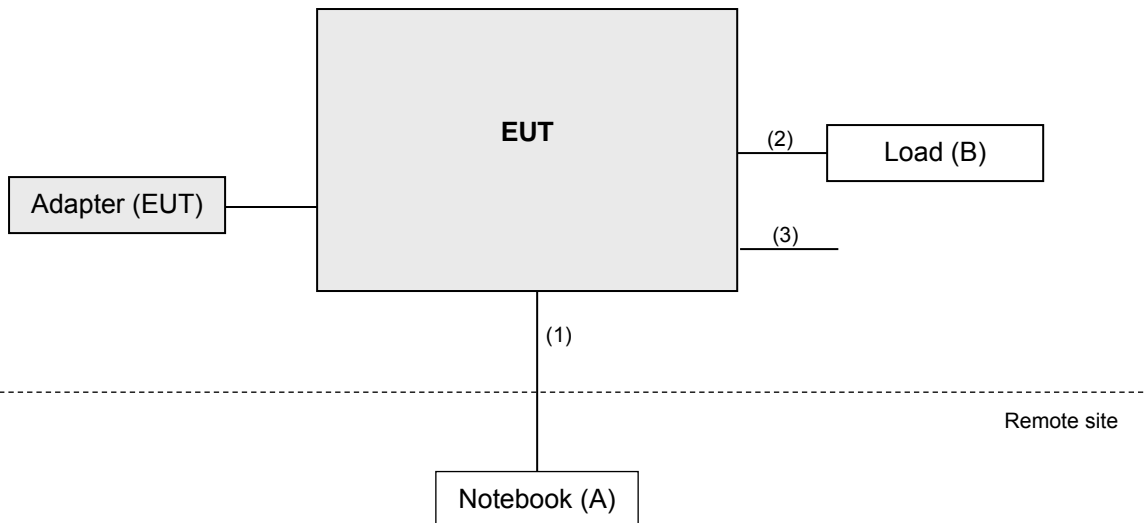 EUT
(2)
Load (B)
Adapter (EUT)
(3)
(1)
Remote site
Notebook (A)